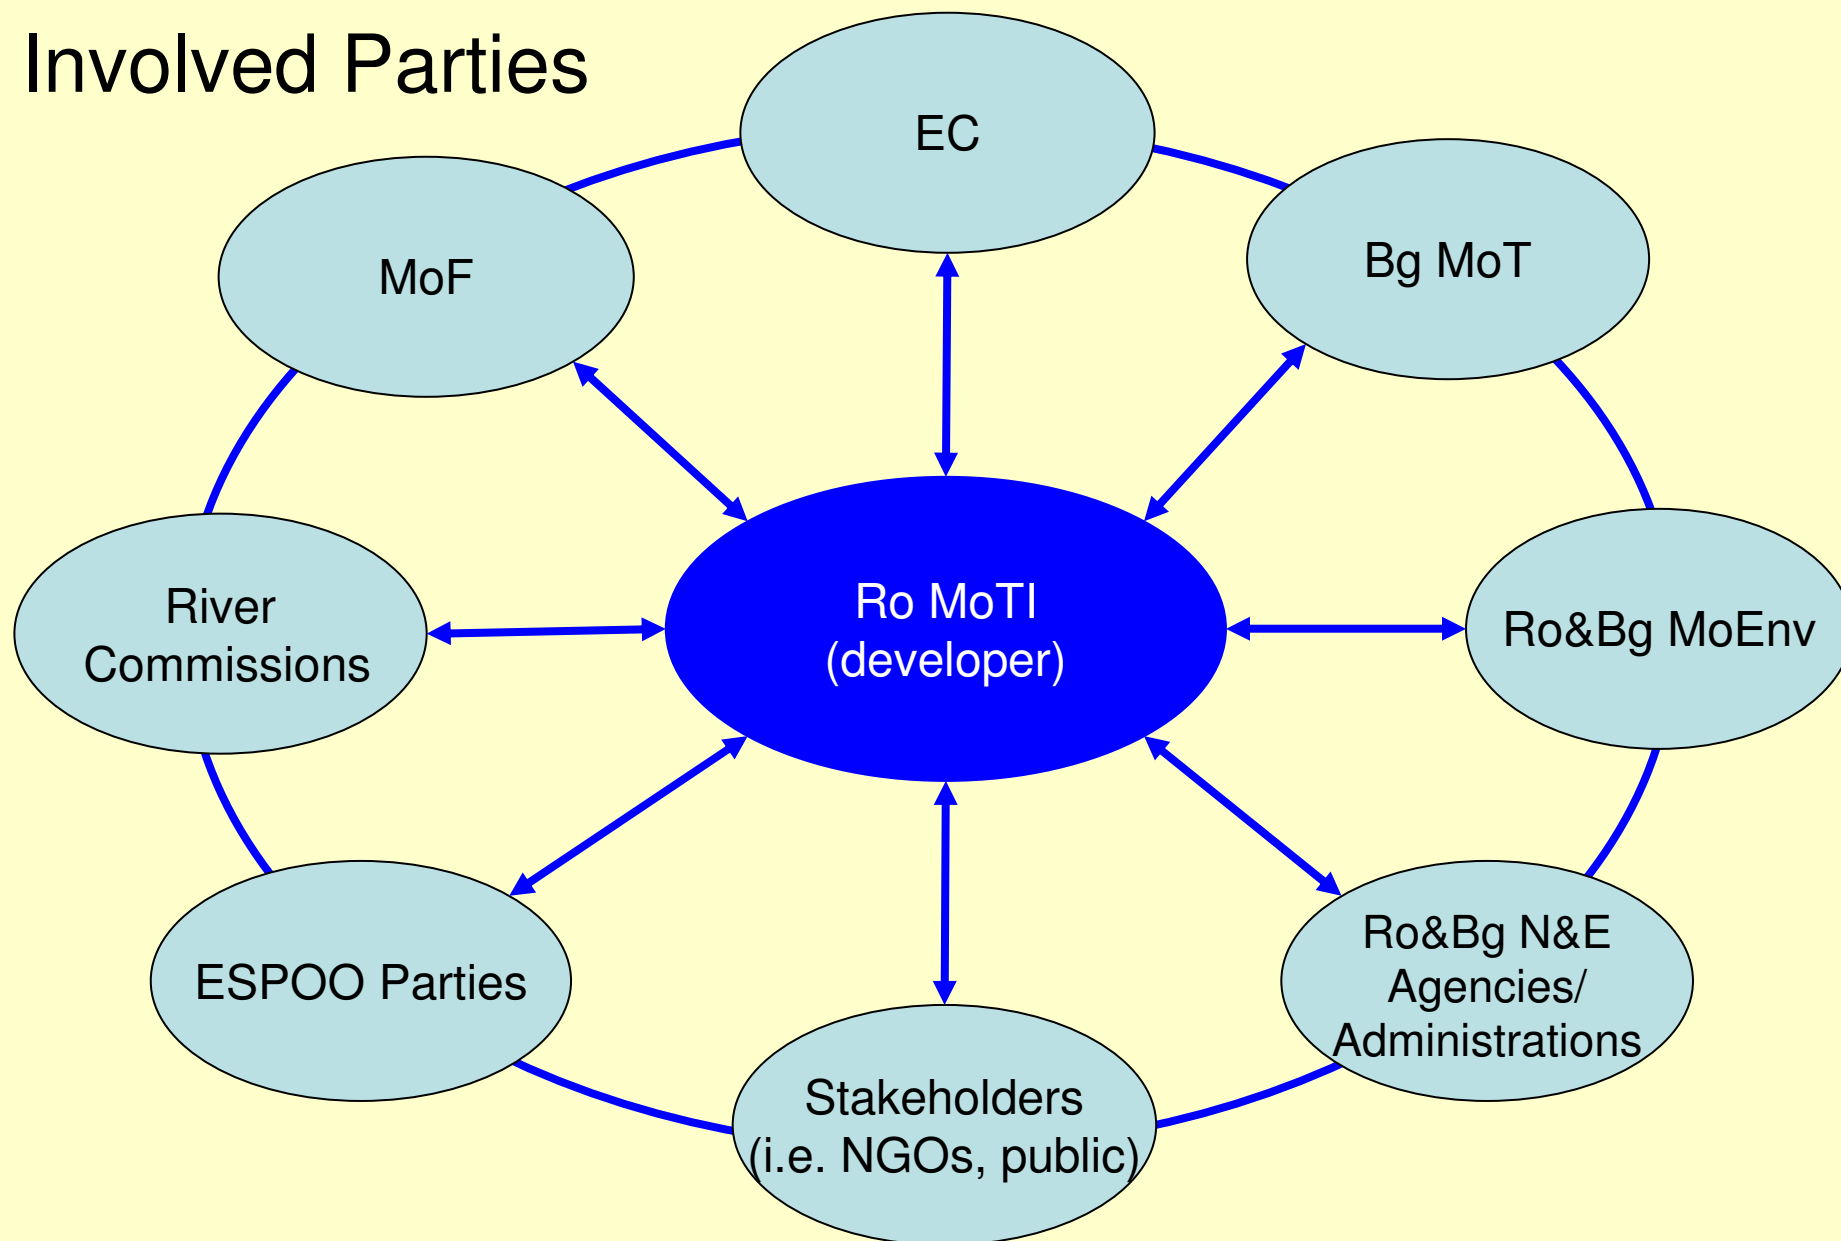 Involved Parties
EC
MoF
Bg MoT
River
Commissions
Ro MoTI
(developer)
Ro&Bg MoEnv
ESPOO Parties
Ro&Bg N&E
Agencies/
Administrations
Stakeholders
(i.e. NGOs, public)